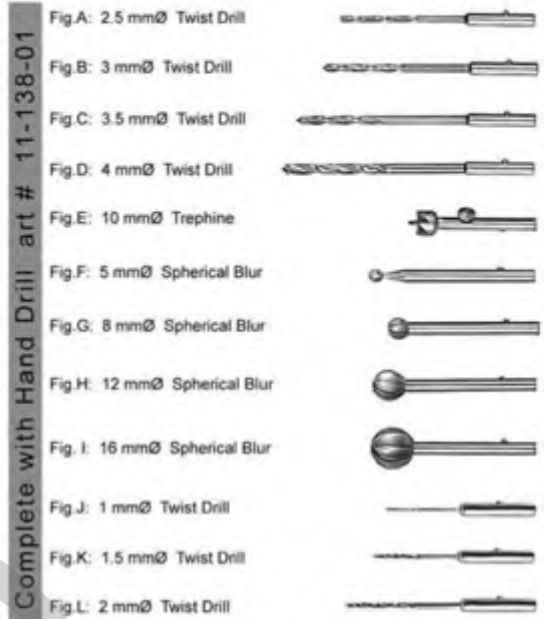 Complete with Hand Drill art # 11-138-01
Fig.A: 2.5 mmØ Twist Drill
Fig.B: 3 mmØ Twist Drill
Fig.C: 3.5 mmØ Twist Drill
Fig.D: 4 mmØ Twist Drill
Fig.E: 10 mmØ Trephine
Fig.F: 5 mmØ Spherical Blur
Fig.G: 8 mmØ Spherical Blur
Fig.H: 12 mmØ Spherical Blur
Fig. I: 16 mmØ Spherical Blur
Fig.J: 1 mmØ Twist Drill
Fig.K: 1.5 mmØ Twist Drill
Fig.L: 2 mmØ Twist Drill